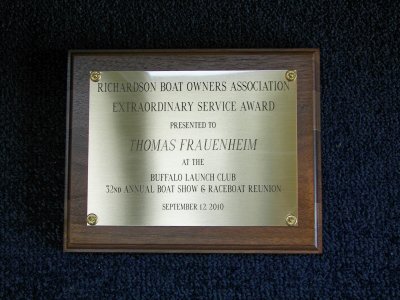 RICHARDSON BOAT OWNERS ASSOCIATION
EXTRAORDINARY SERVICE AWARD
PRESENTED TO
THOMAS FRAUENHEIM
AT THE
BUFFALO LAUNCH CLUB
32ND ANNUAL BOAT SHOW & RACEBOAT REUNION
SEPTEMBER 12, 2010